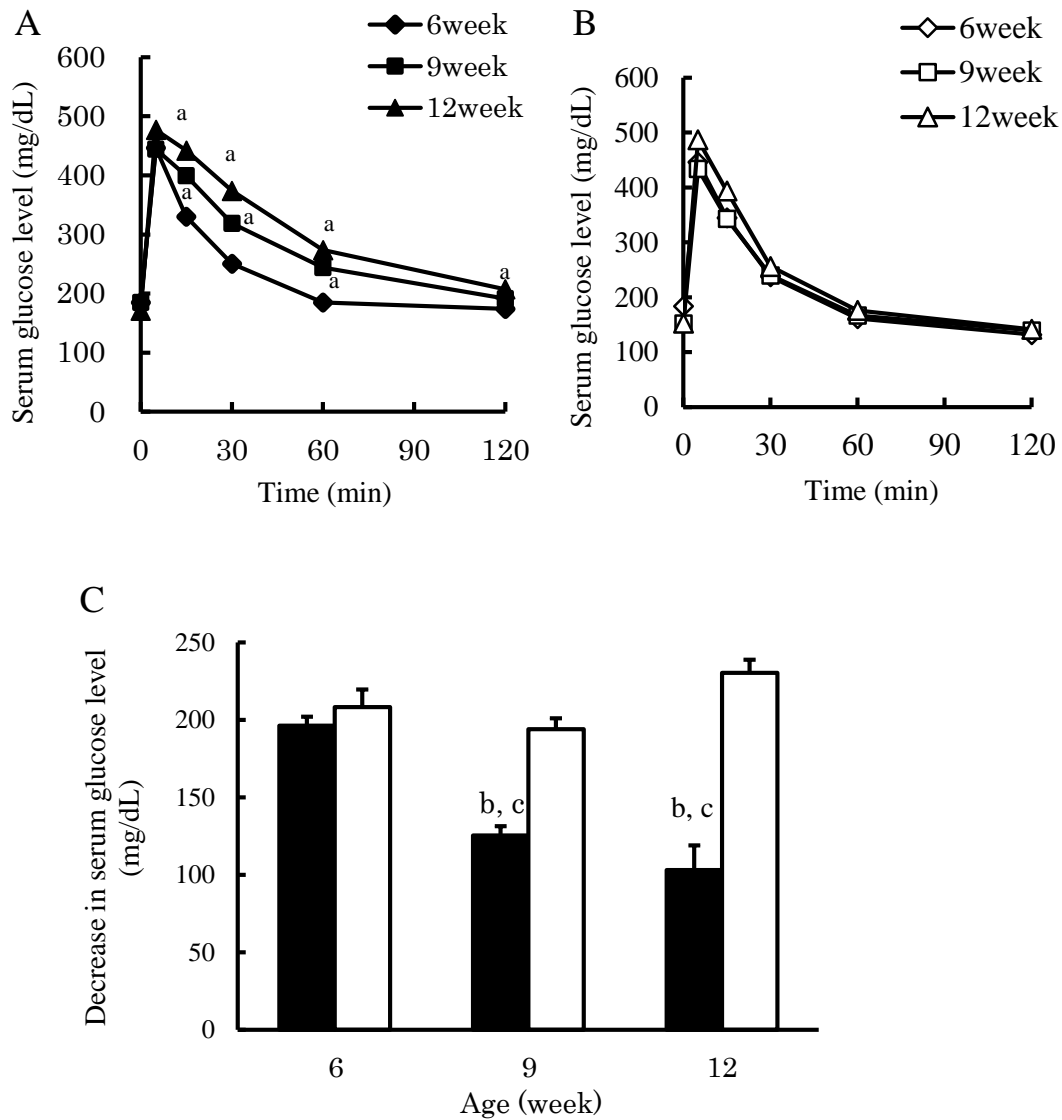 A
6week
9week
12week
Serum glucose level (mg/dL)
600
500
400
300
200
100
0
a
a
a
a
a
a
a
0 30 60 90 120
Time (min)
B
6week
9week
12week
Serum glucose level (mg/dL)
600
500
400
300
200
100
0
0 30 60 90 120
Time (min)
C
Decrease in serum glucose level
(mg/dL)
250
200
150
100
50
0
b, c
b, c
6 9 12
Age (week)